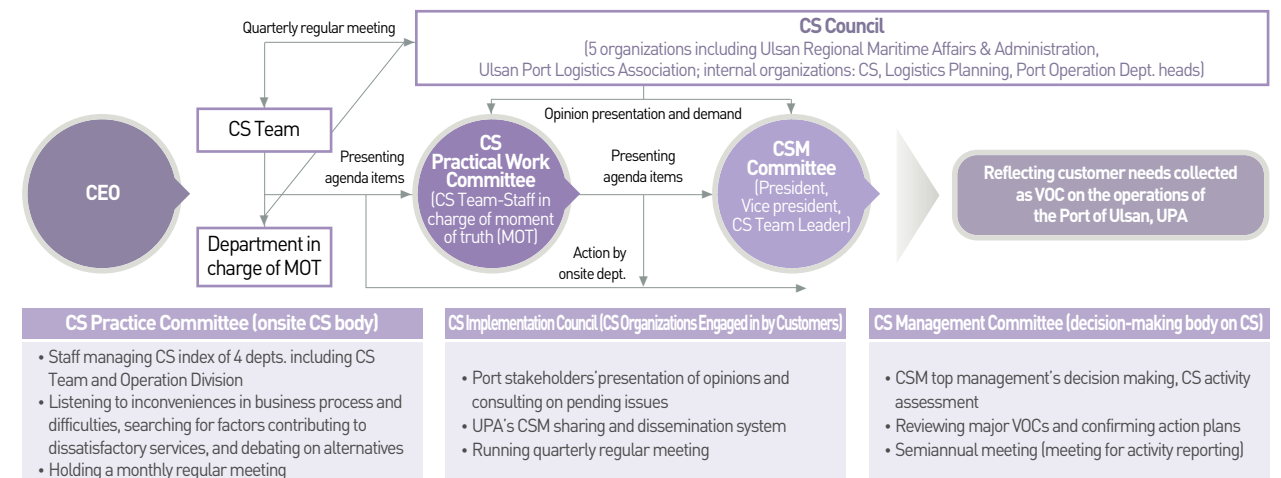 Quarterly regular meeting
CS Council
(5 organizations including Ulsan Regional Maritime Affairs & Administration,
Ulsan Port Logistics Association; internal organizations: CS, Logistics Planning, Port Operation Dept. heads)
Opinion presentation and demand
CEO
CS Team
Department in
charge of MOT
Presenting
agenda items
CS
Practical Work
Committee
(CS Team-Staff in
charge of moment
of truth (MOT)
Presenting
agenda items
Action by
onsite dept.
CSM
Committee
(President,
Vice president,
CS Team Leader)
Reflecting customer needs collected
as VOC on the operations of
the Port of Ulsan, UPA
CS Practice Committee (onsite CS body)
• Staff managing CS index of 4 depts. including CS
Team and Operation Division
• Listening to inconveniences in business process and
difficulties, searching for factors contributing to
dissatisfactory services, and debating on alternatives
• Holding a monthly regular meeting
CS Implementation Council (CS Organizations Engaged in by Customers)
• Port stakeholders'presentation of opinions and
consulting on pending issues
• UPA's CSM sharing and dissemination system
• Running quarterly regular meeting
CS Management Committee (decision-making body on CS)
• CSM top management's decision making, CS activity
assessment
• Reviewing major VOCs and confirming action plans
• Semiannual meeting (meeting for activity reporting)